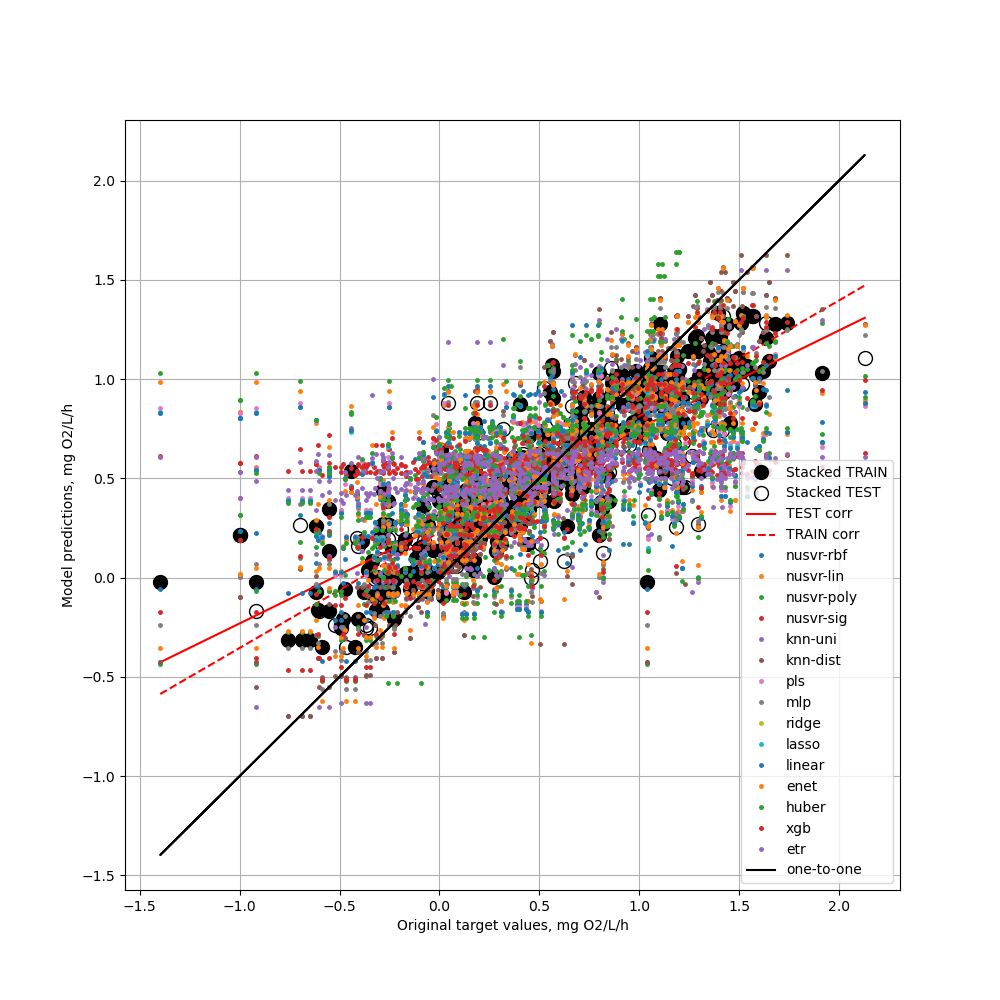 2.0
1.5
1.0
0.5
0.0
−0.5
−1.0
−1.5
Model predictions, mg O2/L/h
−1.5 −1.0 −0.5 0.0 0.5 1.0 1.5 2.0
Original target values, mg O2/L/h
Stacked TRAIN
Stacked TEST
TEST corr
TRAIN corr
nusvr-rbf
nusvr-lin
nusvr-poly
nusvr-sig
knn-uni
knn-dist
pls
mlp
ridge
lasso
linear
enet
huber
xgb
etr
one-to-one